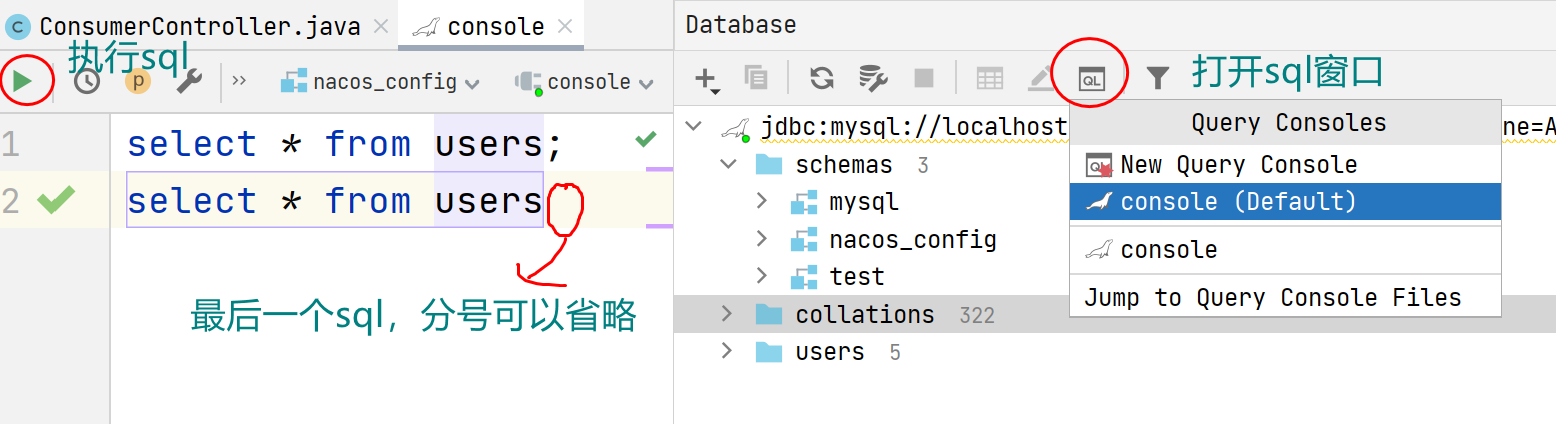 ConsumerController.java
console
执行sql
p
nacos_config
console
1 select * from users;
2 select * from users
最后一个sql，分号可以省略
Database
QL
打开sql窗口
jdbc:mysql://localhost
ne=A
schemas 3
mysql
nacos_config
test
collations 322
users 5
Query Consoles
New Query Console
console (Default)
console
Jump to Query Console Files